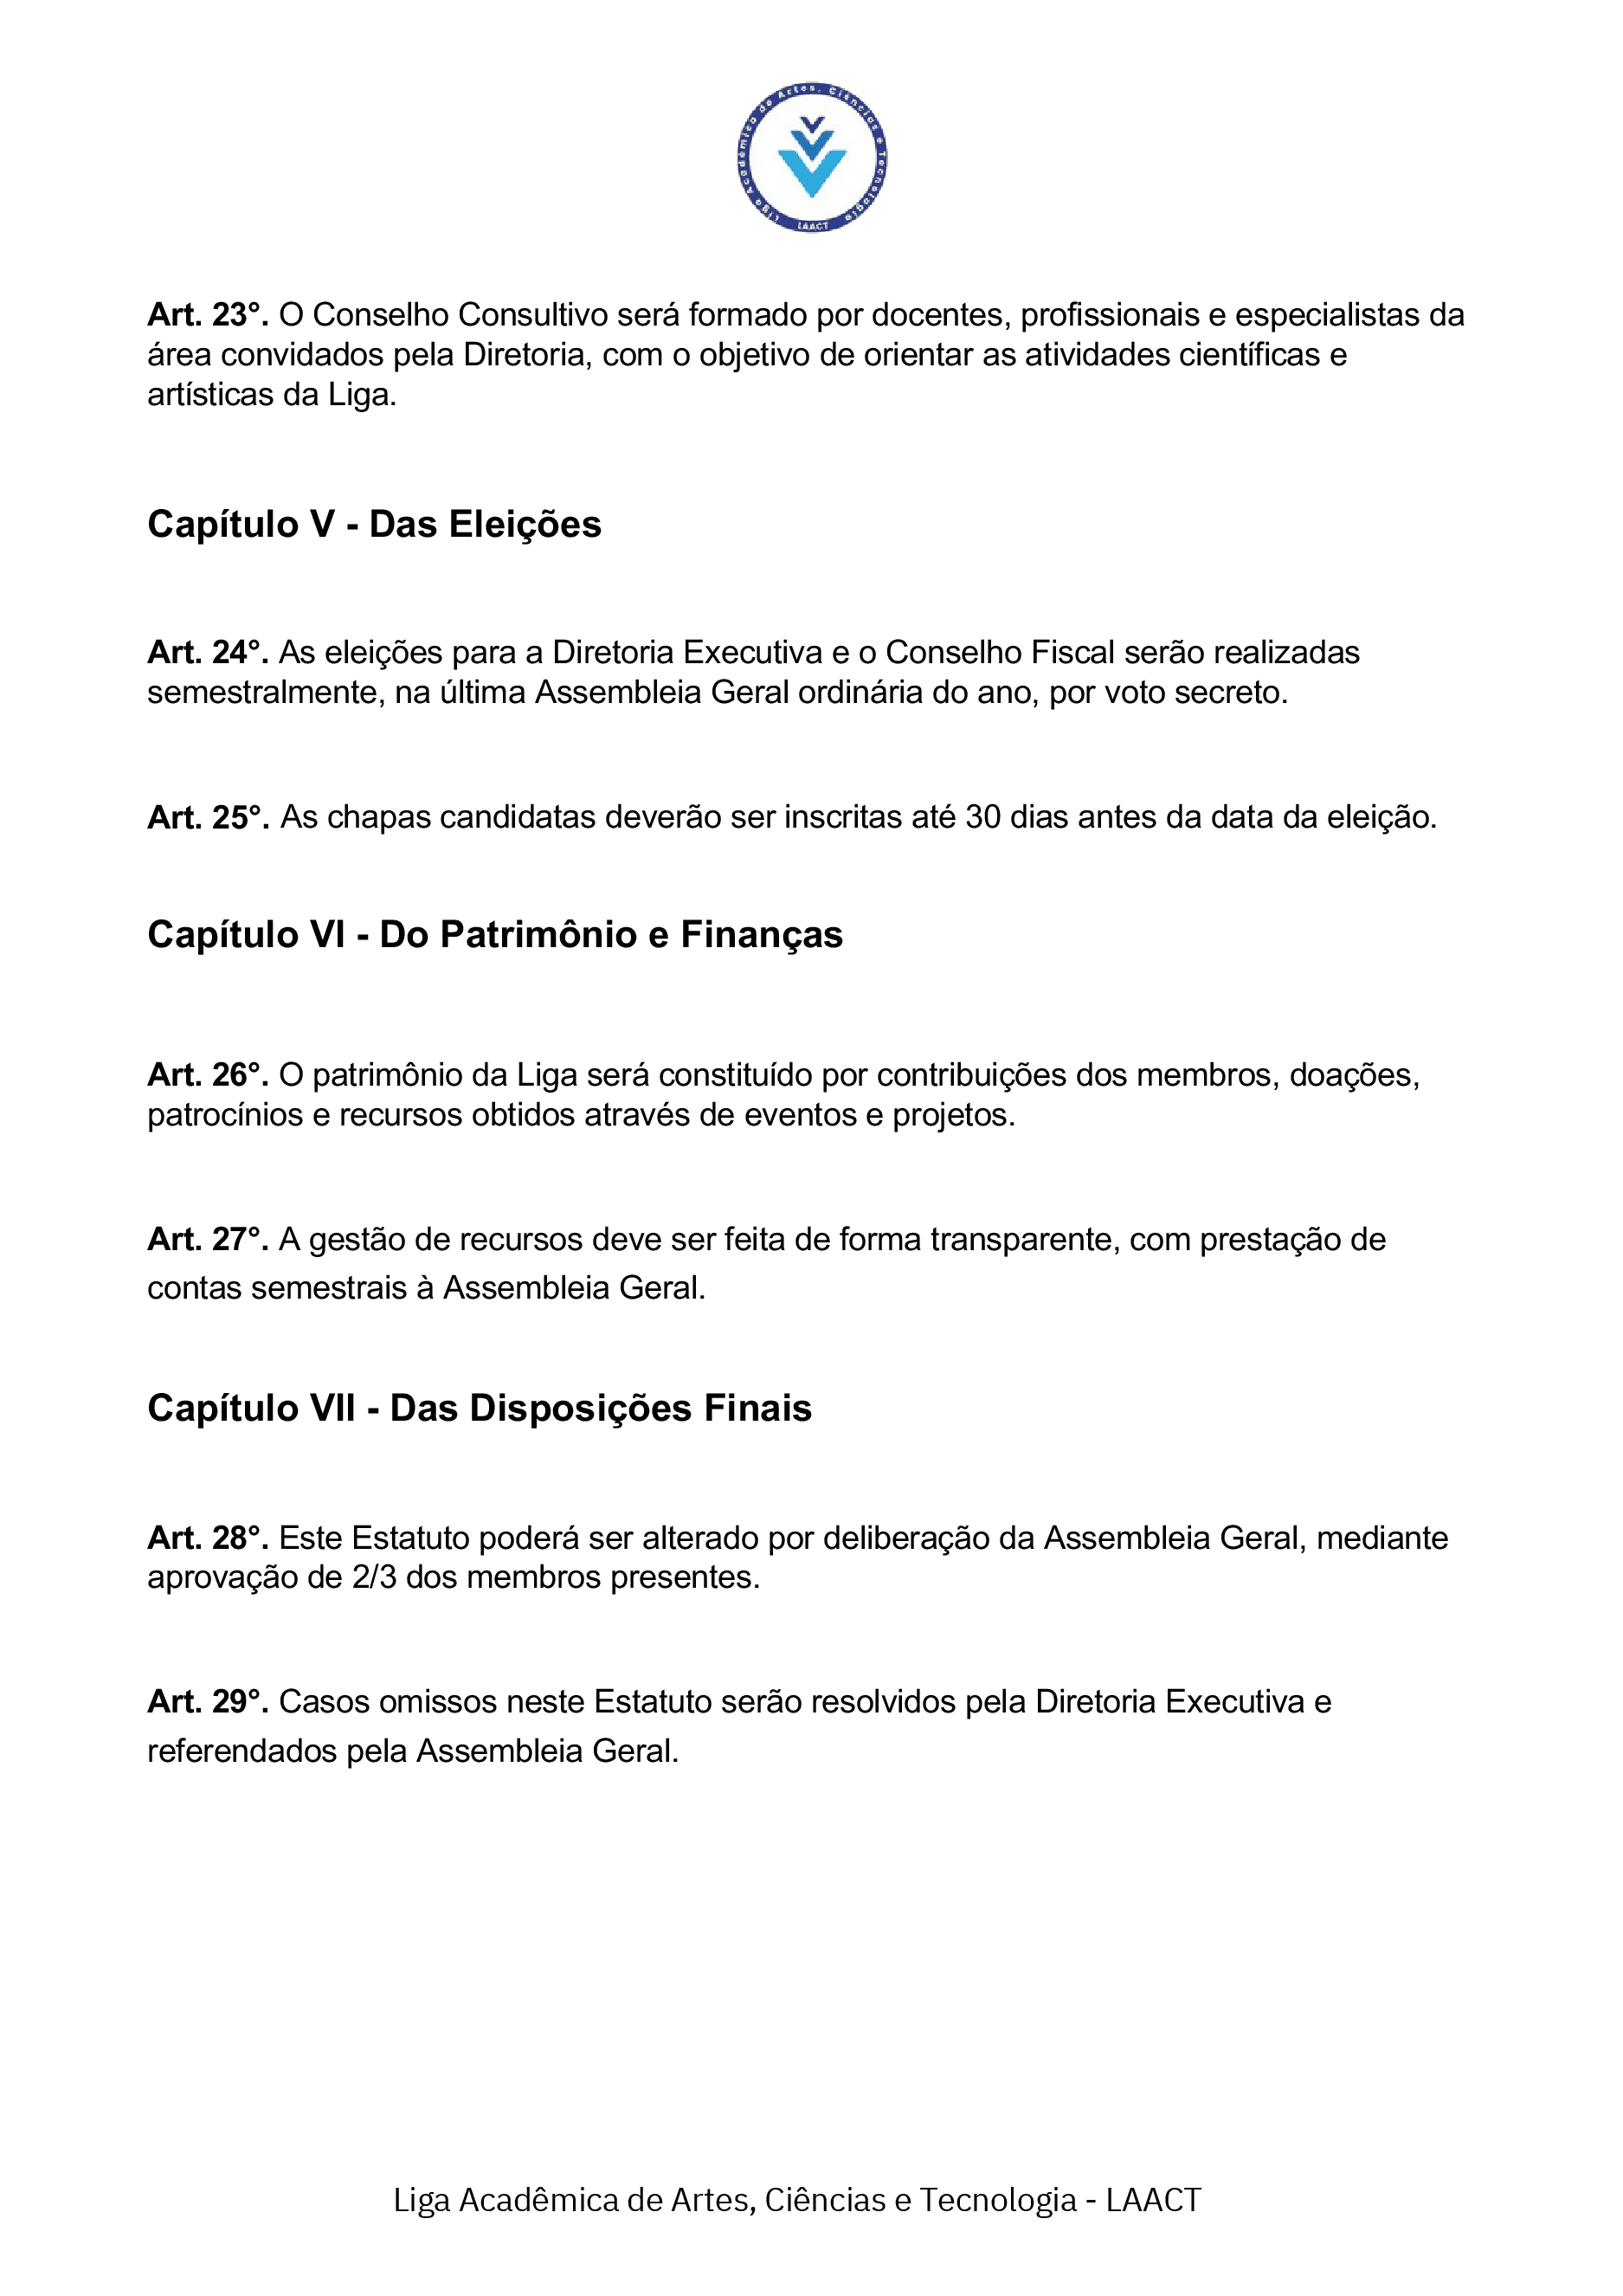 Liga Acadêmica de Artes, Ciências e Tecnologia
LAACT
Art. 23°. O Conselho Consultivo será formado por docentes, profissionais e especialistas da
área convidados pela Diretoria, com o objetivo de orientar as atividades científicas e
artísticas da Liga.
Capítulo V - Das Eleições
Art. 24°. As eleições para a Diretoria Executiva e o Conselho Fiscal serão realizadas
semestralmente, na última Assembleia Geral ordinária do ano, por voto secreto.
Art. 25°. As chapas candidatas deverão ser inscritas até 30 dias antes da data da eleição.
Capítulo VI - Do Patrimônio e Finanças
Art. 26°. O patrimônio da Liga será constituído por contribuições dos membros, doações,
patrocínios e recursos obtidos através de eventos e projetos.
Art. 27°. A gestão de recursos deve ser feita de forma transparente, com prestação de
contas semestrais à Assembleia Geral.
Capítulo VII - Das Disposições Finais
Art. 28°. Este Estatuto poderá ser alterado por deliberação da Assembleia Geral, mediante
aprovação de 2/3 dos membros presentes.
Art. 29°. Casos omissos neste Estatuto serão resolvidos pela Diretoria Executiva e
referendados pela Assembleia Geral.
Liga Acadêmica de Artes, Ciências e Tecnologia - LAACT